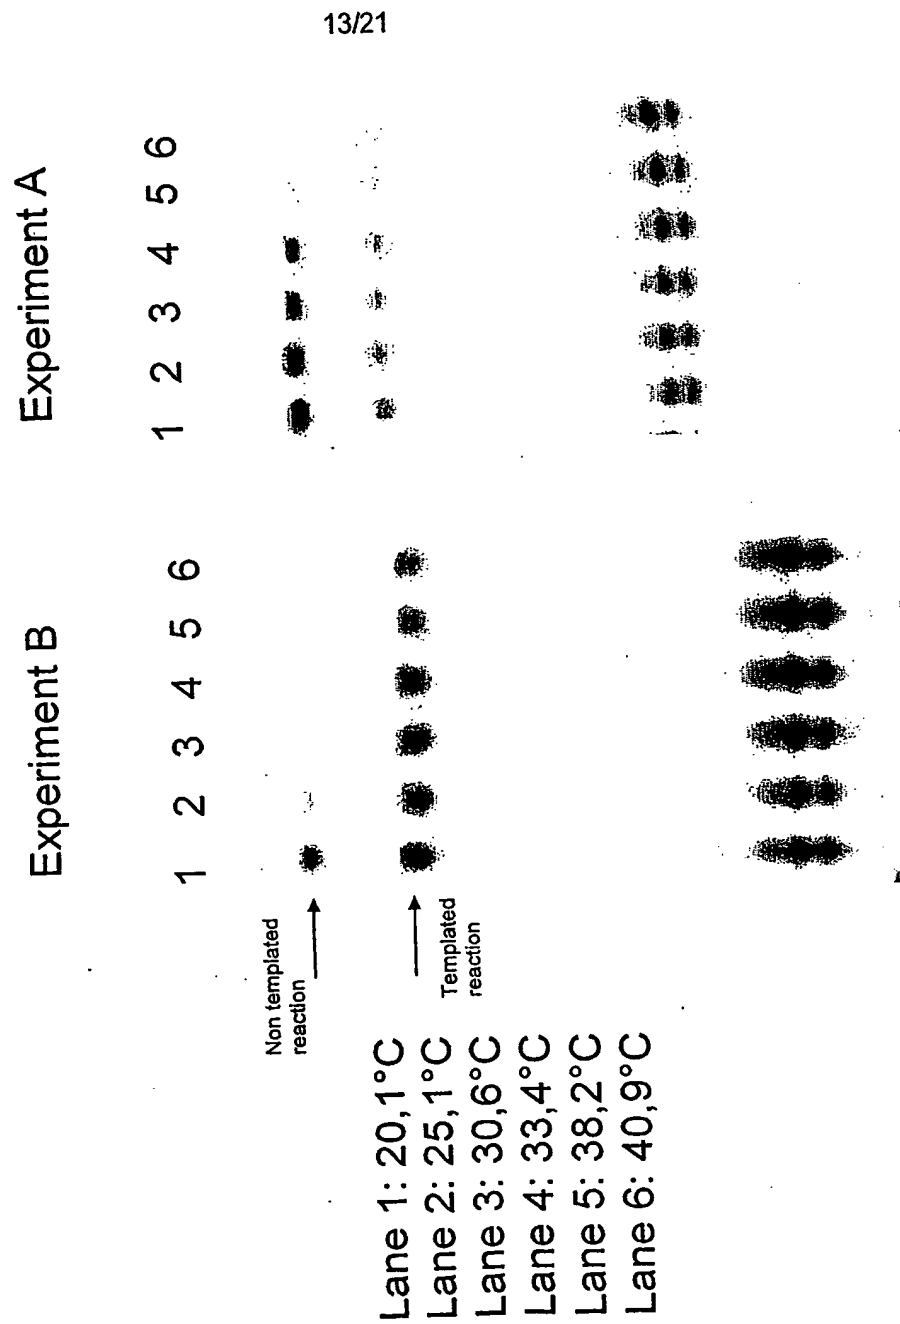 13/21
Experiment A
1 2 3 4 5 6
Experiment B
1 2 3 4 5 6
Non templated
reaction
Templated
reaction
Lane 1: 20,1°C
Lane 2: 25,1°C
Lane 3: 30,6°C
Lane 4: 33,4°C
Lane 5: 38,2°C
Lane 6: 40,9°C